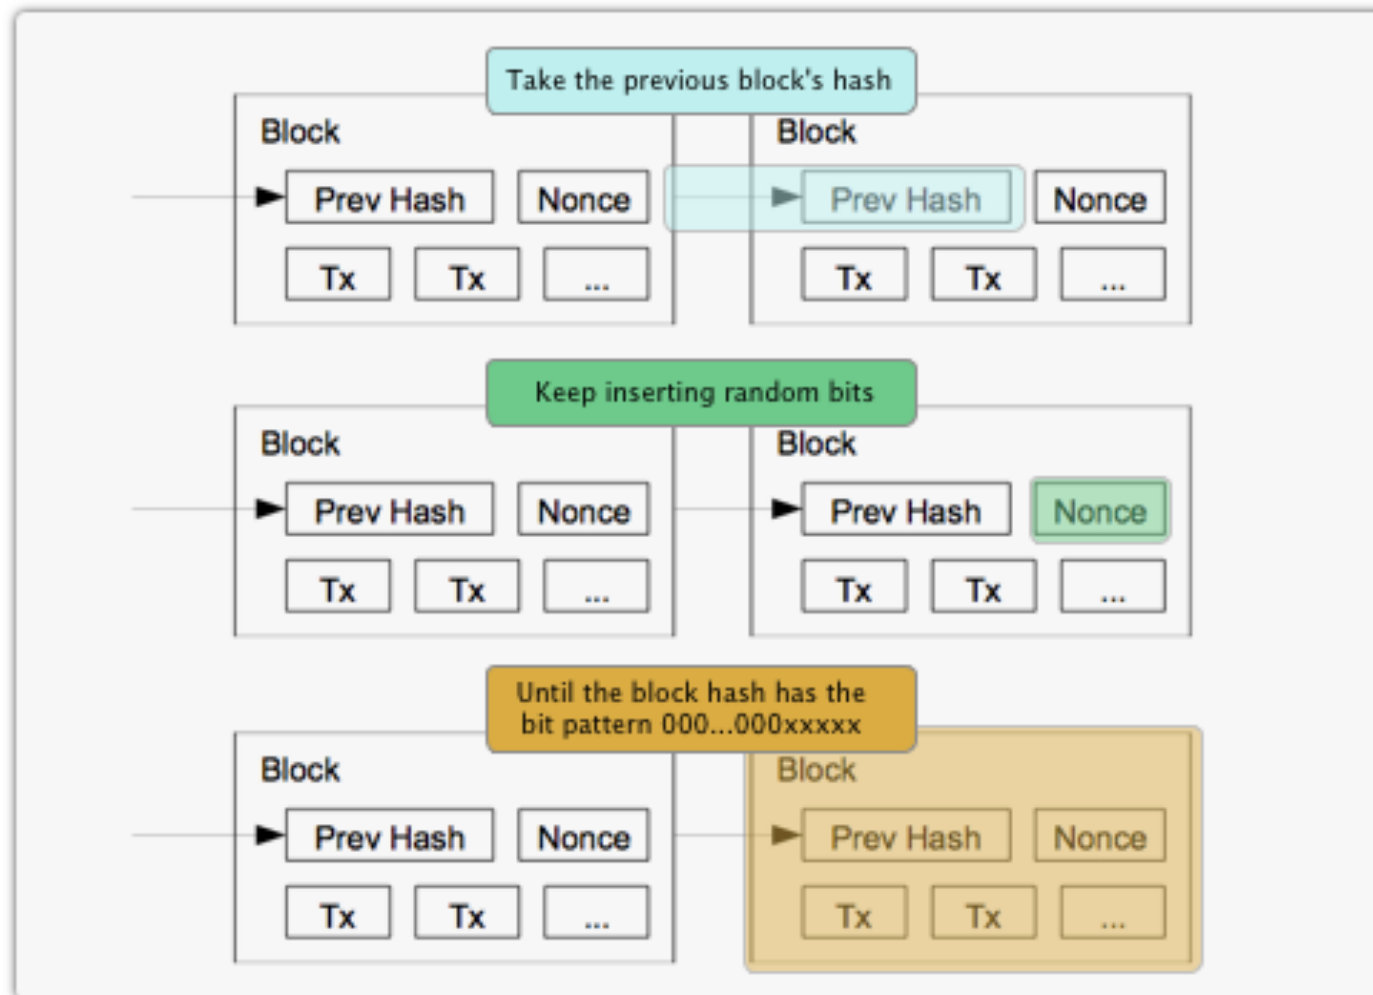 Take the previous block's hash
Block
Block
Prev Hash Nonce
Prev Hash Nonce
Tx Tx ...
Tx Tx ...
Keep inserting random bits
Block
Block
Prev Hash Nonce
Prev Hash Nonce
Tx Tx ...
Tx Tx ...
Until the block hash has the
bit pattern 000...000xxxxx
Block
Block
Prev Hash Nonce
Prev Hash Nonce
Tx Tx ...
Tx Tx ...